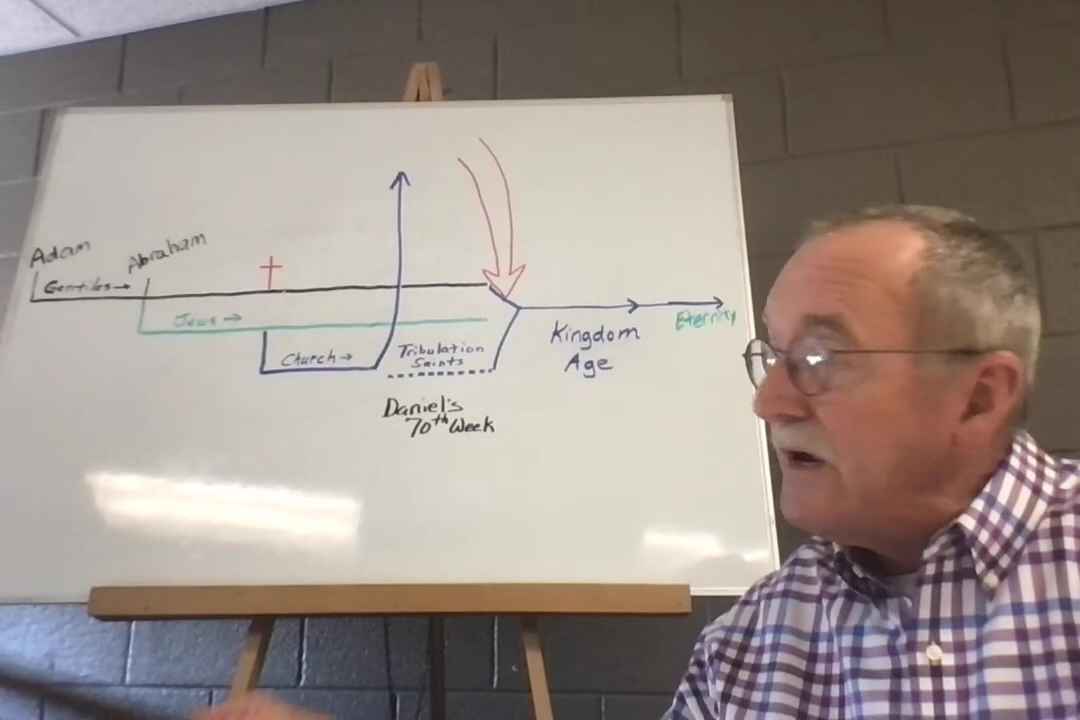 Adam
Abraham
Gentiles →
Jews →
Church →
Tribulation
Saints
Daniel's
70th Week
Kingdom
Age
Eternity